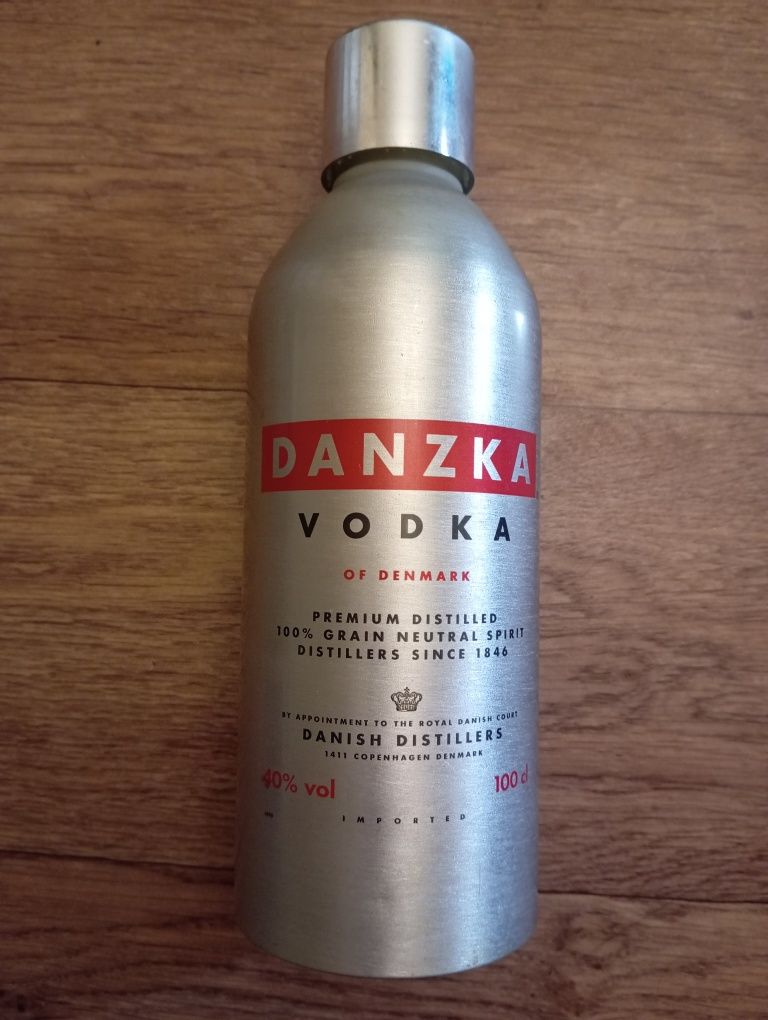 DANZKA
VODKA
OF DENMARK
PREMIUM DISTILLED
100% GRAIN NEUTRAL SPIRIT
DISTILLERS SINCE 1846
BY APPOINTMENT TO THE ROYAL DANISH COURT
DANISH DISTILLERS
1411 COPENHAGEN DENMARK
40% vol 100 cl
IMPORTED